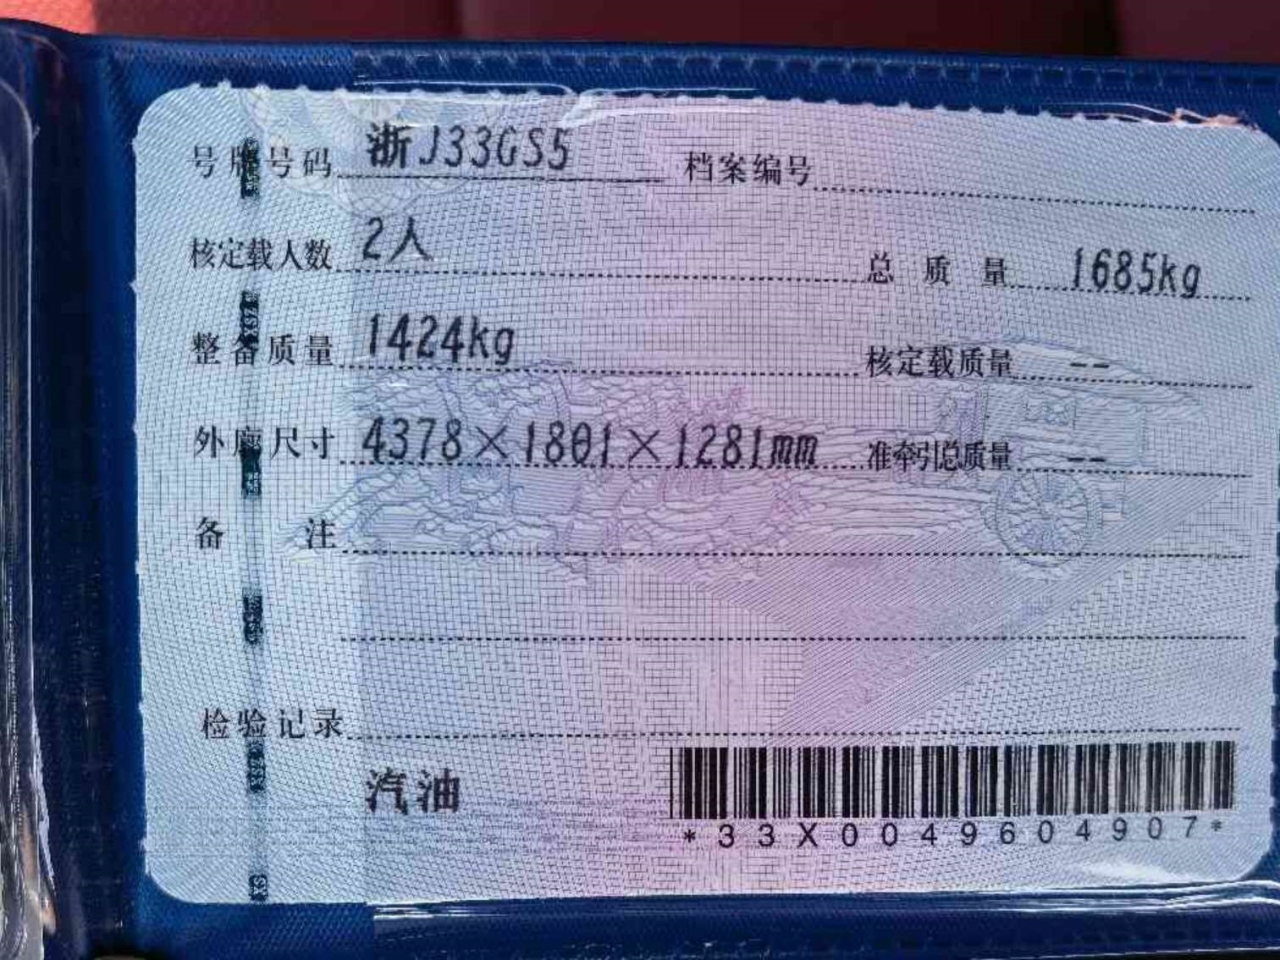 号牌号码 浙J33GS5 档案编号
核定载人数 2人 总质量 1685kg
整备质量 1424kg 核定载质量 --
外廓尺寸 4378×1801×1281mm 准牵引总质量 --
备注
检验记录
汽油
*33X0049604907*